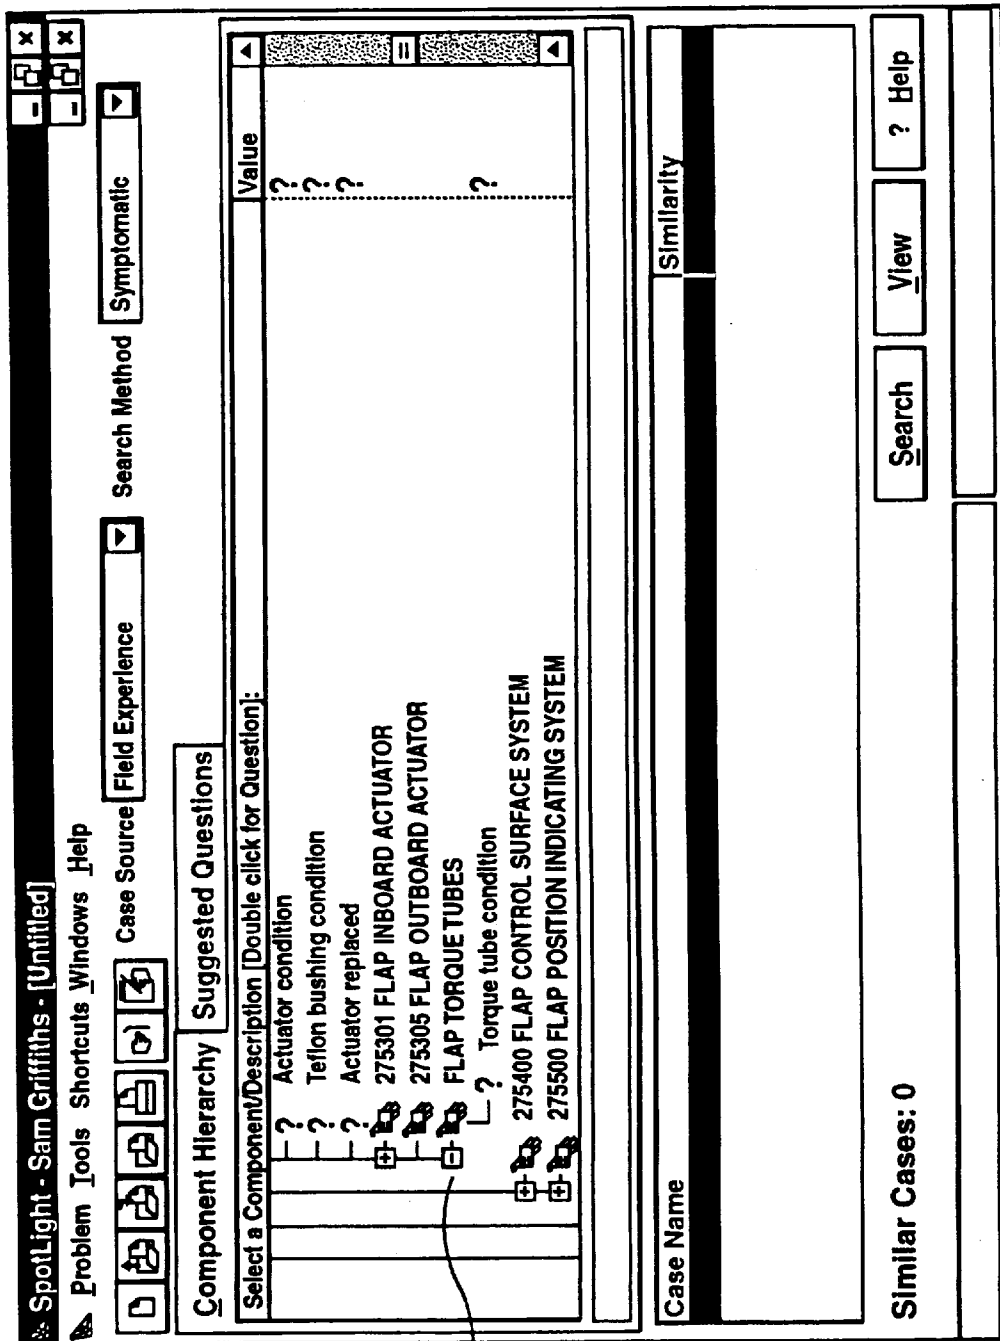 SpotLight - Sam Griffiths - [Untitled]
Problem Tools Shortcuts Windows Help
Case Source Field Experience Search Method Symptomatic
Component Hierarchy Suggested Questions
Select a Component/Description [Double click for Question]: Value
? Actuator condition ?
? Teflon bushing condition ?
? Actuator replaced ?
275301 FLAP INBOARD ACTUATOR
275305 FLAP OUTBOARD ACTUATOR
FLAP TORQUE TUBES
? Torque tube condition ?
275400 FLAP CONTROL SURFACE SYSTEM
275500 FLAP POSITION INDICATING SYSTEM
Case Name Similarity
Similar Cases: 0
Search View ? Help